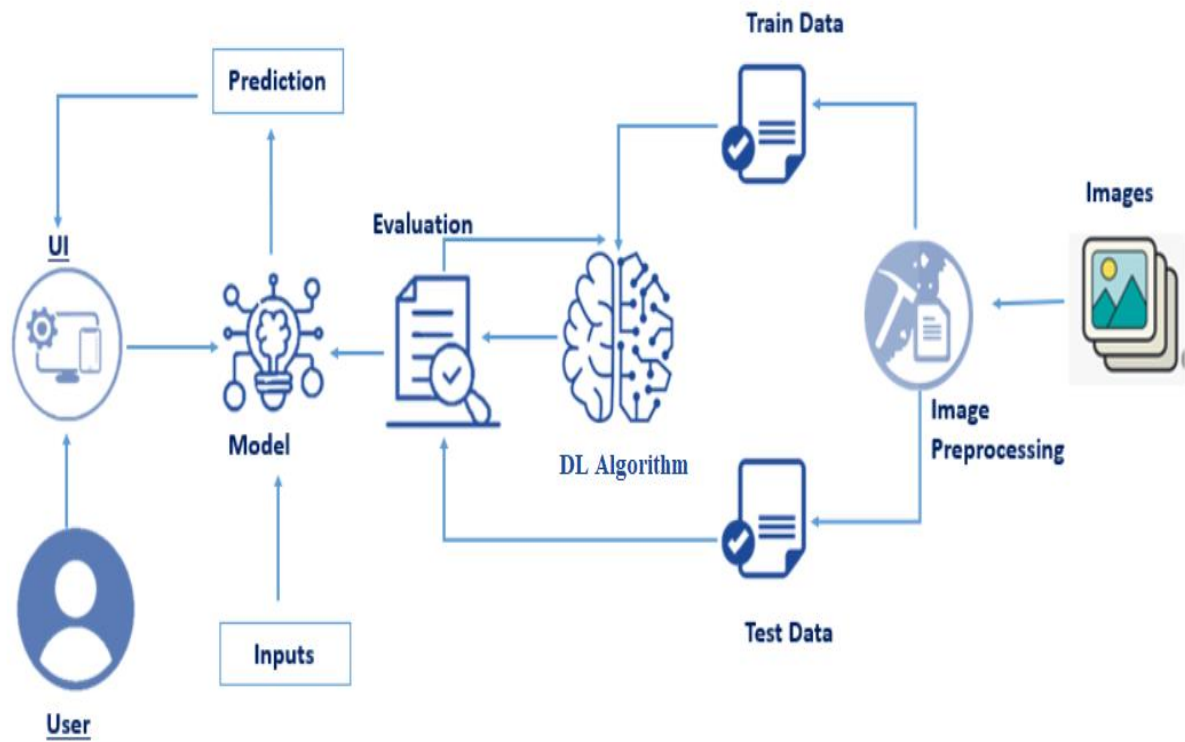 Train Data
Prediction
Images
Evaluation
UI
Model
DL Algorithm
Image
Preprocessing
Inputs
Test Data
User